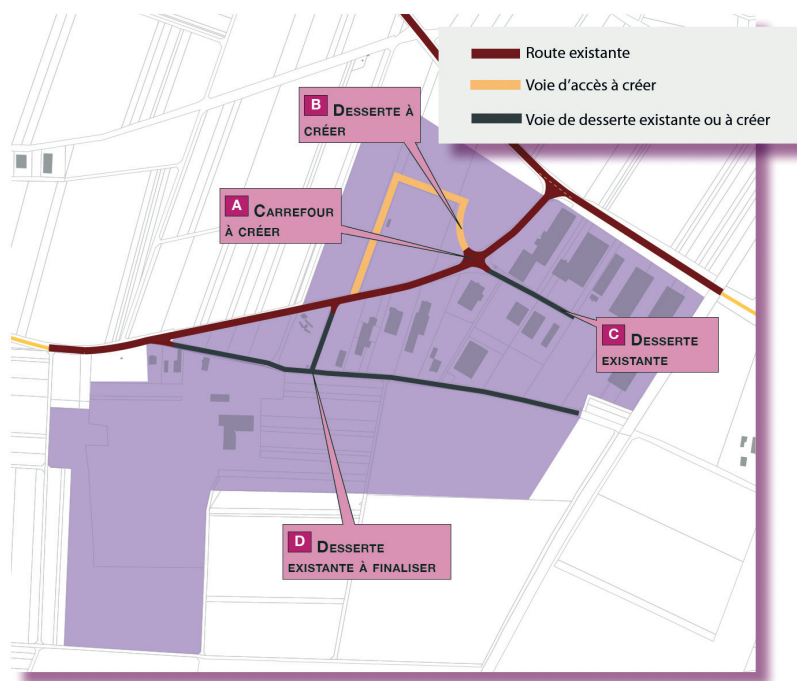 Route existante
Voie d'accès à créer
Voie de desserte existante ou à créer
B DESSERTE À
CRÉER
A CARREFOUR
À CRÉER
C DESSERTE
EXISTANTE
D DESSERTE
EXISTANTE À FINALISER